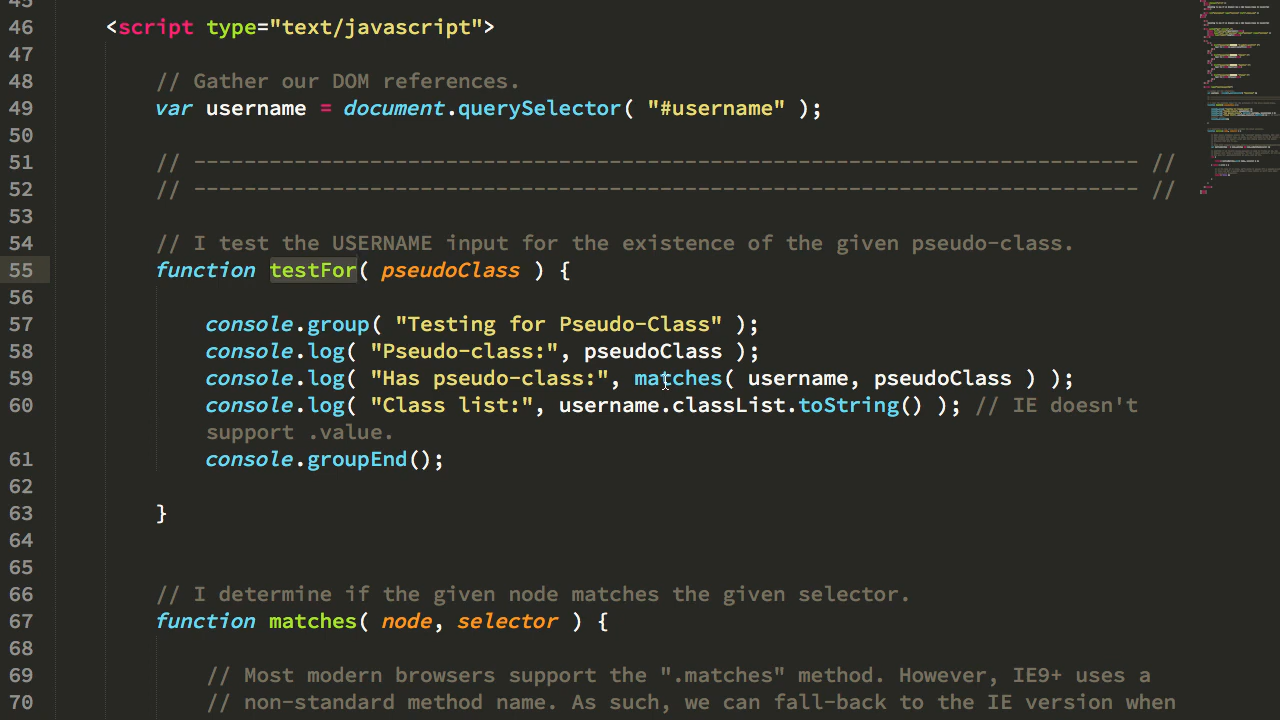 45
46 <script type="text/javascript">
47
48 // Gather our DOM references.
49 var username = document.querySelector( "#username" );
50
51 // --------------------------------------------------------------------------- //
52 // --------------------------------------------------------------------------- //
53
54 // I test the USERNAME input for the existence of the given pseudo-class.
55 function testFor( pseudoClass ) {
56
57 console.group( "Testing for Pseudo-Class" );
58 console.log( "Pseudo-class:", pseudoClass );
59 console.log( "Has pseudo-class:", matches( username, pseudoClass ) );
60 console.log( "Class list:", username.classList.toString() ); // IE doesn't
support .value.
61 console.groupEnd();
62
63 }
64
65
66 // I determine if the given node matches the given selector.
67 function matches( node, selector ) {
68
69 // Most modern browsers support the ".matches" method. However, IE9+ uses a
70 // non-standard method name. As such, we can fall-back to the IE version when